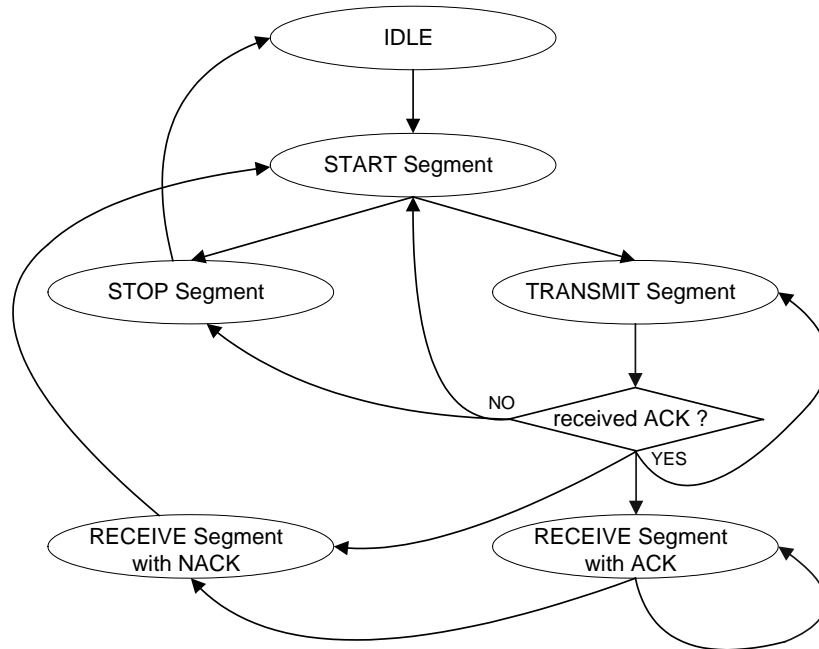 IDLE
START Segment
STOP Segment
TRANSMIT Segment
NO
received ACK ?
YES
RECEIVE Segment
with NACK
RECEIVE Segment
with ACK